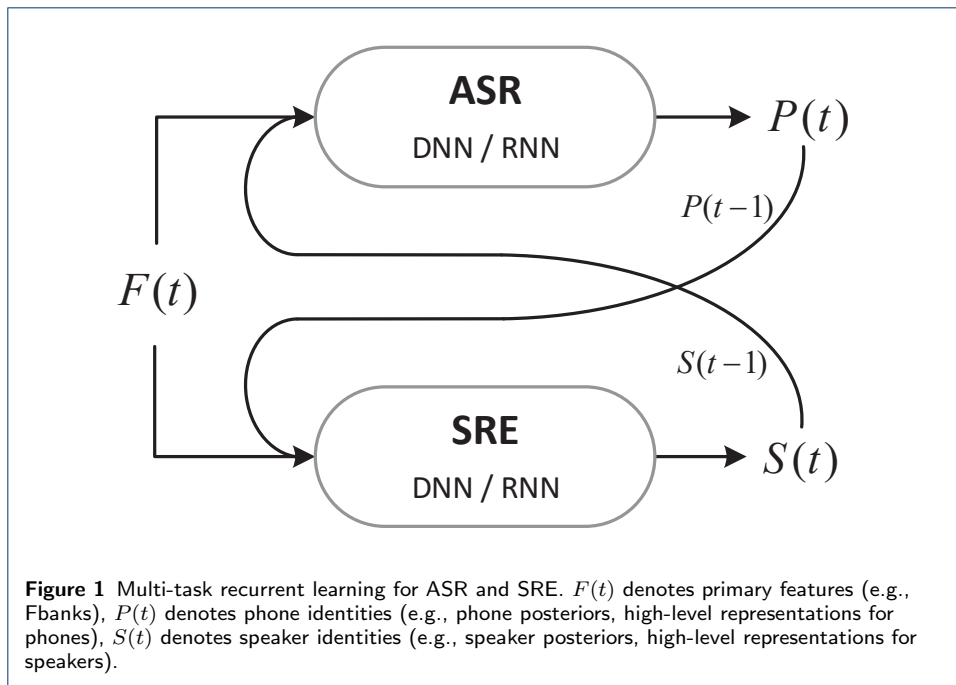 ASR
DNN / RNN
P(t)
P(t−1)
F(t)
S(t−1)
SRE
DNN / RNN
S(t)
Figure 1 Multi-task recurrent learning for ASR and SRE. F(t) denotes primary features (e.g.,
Fbanks), P(t) denotes phone identities (e.g., phone posteriors, high-level representations for
phones), S(t) denotes speaker identities (e.g., speaker posteriors, high-level representations for
speakers).